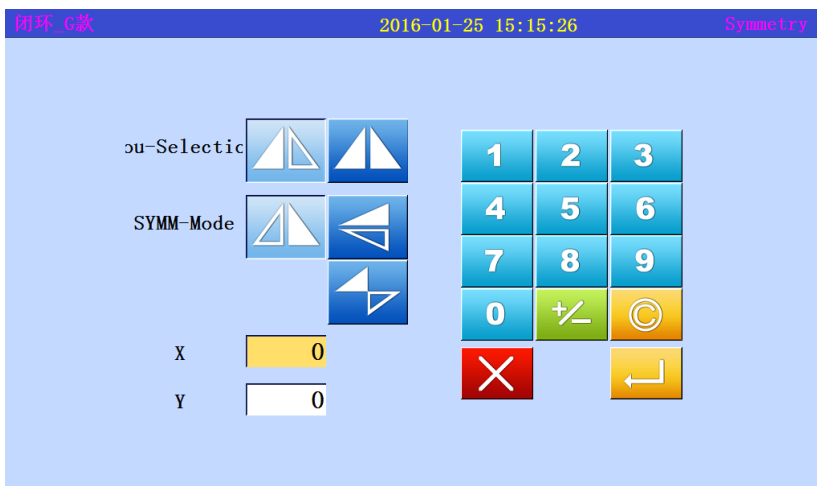 闭环_G款 2016-01-25 15:15:26 Symmetry
ou-Selectic
1 2 3
SYMM-Mode
4 5 6
7 8 9
0 +/- ©
X 0
Y 0